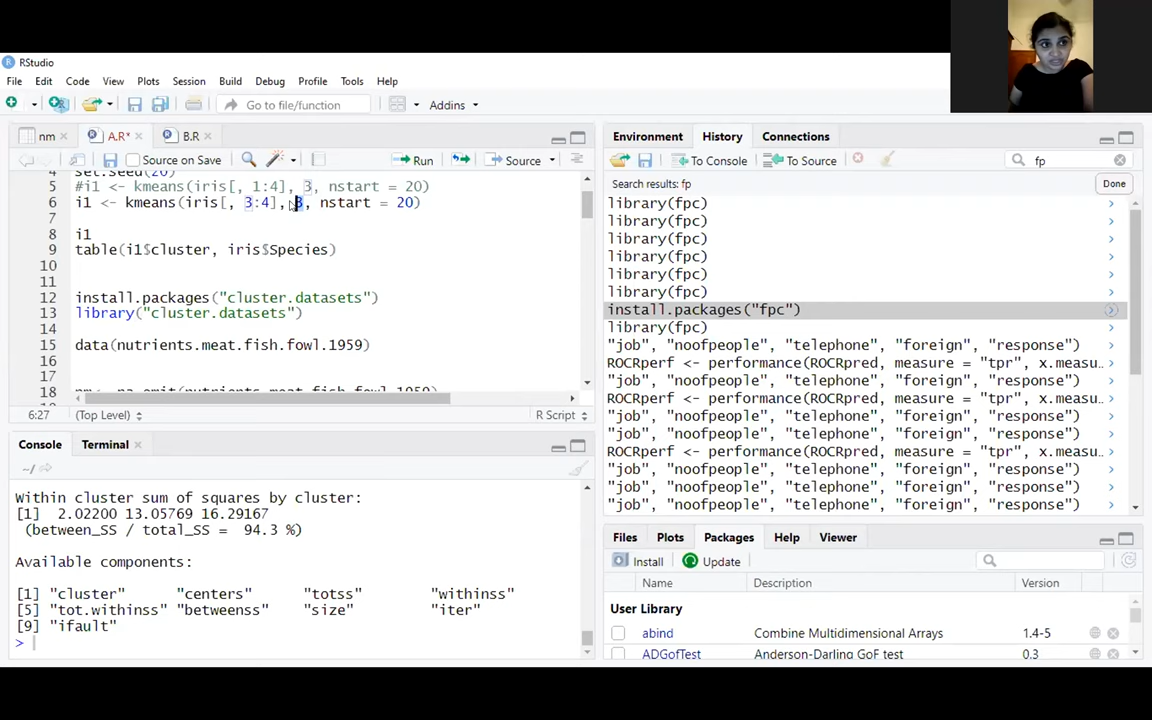 RStudio
File Edit Code View Plots Session Build Debug Profile Tools Help
Go to file/function Addins
nm A.R* B.R
Source on Save Run Source
4 set.seed(20)
5 #i1 <- kmeans(iris[, 1:4], 3, nstart = 20)
6 i1 <- kmeans(iris[, 3:4], 3, nstart = 20)
7
8 i1
9 table(i1$cluster, iris$Species)
10
11
12 install.packages("cluster.datasets")
13 library("cluster.datasets")
14
15 data(nutrients.meat.fish.fowl.1959)
16
17
18 nm <- na.omit(nutrients.meat.fish.fowl.1959)
6:27 (Top Level) R Script
Console Terminal
~/
Within cluster sum of squares by cluster:
[1] 2.02200 13.05769 16.29167
(between_SS / total_SS = 94.3 %)
Available components:
[1] "cluster" "centers" "totss" "withinss"
[5] "tot.withinss" "betweenss" "size" "iter"
[9] "ifault"
>
Environment History Connections
To Console To Source fp
Search results: fp Done
library(fpc)
library(fpc)
library(fpc)
library(fpc)
library(fpc)
library(fpc)
install.packages("fpc")
library(fpc)
"job", "noofpeople", "telephone", "foreign", "response")
ROCRperf <- performance(ROCRpred, measure = "tpr", x.measu…
"job", "noofpeople", "telephone", "foreign", "response")
ROCRperf <- performance(ROCRpred, measure = "tpr", x.measu…
"job", "noofpeople", "telephone", "foreign", "response")
"job", "noofpeople", "telephone", "foreign", "response")
ROCRperf <- performance(ROCRpred, measure = "tpr", x.measu…
"job", "noofpeople", "telephone", "foreign", "response")
"job", "noofpeople", "telephone", "foreign", "response")
"job", "noofpeople", "telephone", "foreign", "response")
Files Plots Packages Help Viewer
Install Update
Name Description Version
User Library
abind Combine Multidimensional Arrays 1.4-5
ADGofTest Anderson-Darling GoF test 0.3